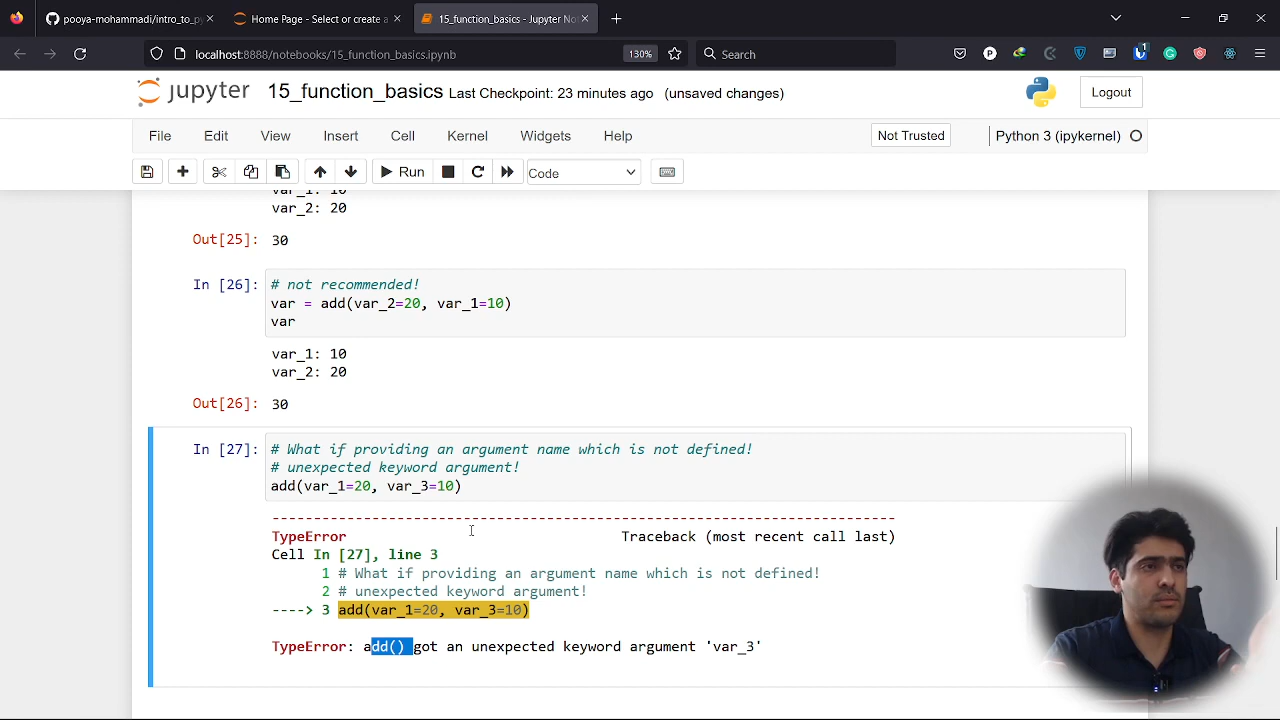 pooya-mohammadi/intro_to_py
Home Page - Select or create a
15_function_basics - Jupyter No
localhost:8888/notebooks/15_function_basics.ipynb
130%
Search
jupyter 15_function_basics Last Checkpoint: 23 minutes ago (unsaved changes)
Logout
File Edit View Insert Cell Kernel Widgets Help
Not Trusted
Python 3 (ipykernel)
Run
Code
var_1: 10
var_2: 20
Out[25]: 30
In [26]: # not recommended!
var = add(var_2=20, var_1=10)
var
var_1: 10
var_2: 20
Out[26]: 30
In [27]: # What if providing an argument name which is not defined!
# unexpected keyword argument!
add(var_1=20, var_3=10)
---------------------------------------------------------------------------
TypeError Traceback (most recent call last)
Cell In [27], line 3
1 # What if providing an argument name which is not defined!
2 # unexpected keyword argument!
----> 3 add(var_1=20, var_3=10)
TypeError: add() got an unexpected keyword argument 'var_3'